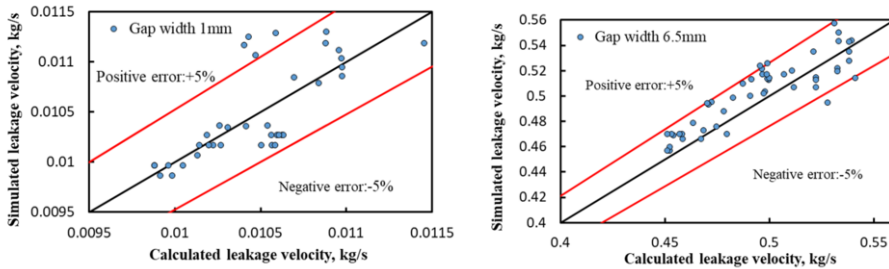 Simulated leakage velocity, kg/s
0.0115
0.011
0.0105
0.01
0.0095
Gap width 1mm
Positive error:+5%
Negative error:-5%
0.0095
0.01
0.0105
0.011
0.0115
Calculated leakage velocity, kg/s
Simulated leakage velocity, kg/s
0.56
0.54
0.52
0.5
0.48
0.46
0.44
0.42
0.4
Gap width 6.5mm
Positive error:+5%
Negative error:-5%
0.4
0.45
0.5
0.55
Calculated leakage velocity, kg/s